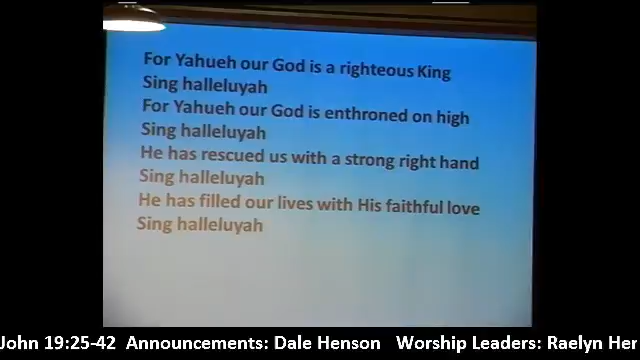 For Yahueh our God is a righteous King
Sing halleluyah
For Yahueh our God is enthroned on high
Sing halleluyah
He has rescued us with a strong right hand
Sing halleluyah
He has filled our lives with His faithful love
Sing halleluyah
John 19:25-42 Announcements: Dale Henson Worship Leaders: Raelyn Her